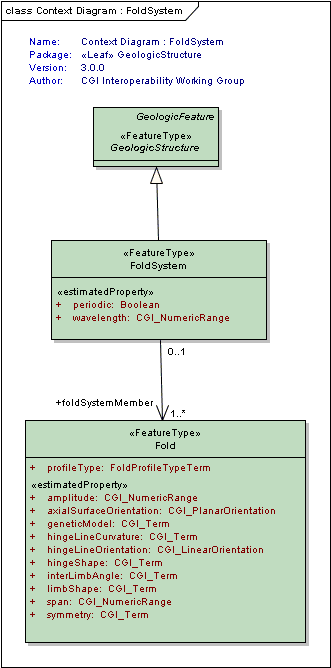 class Context Diagram : FoldSystem
Name: Context Diagram : FoldSystem
Package: «Leaf» GeologicStructure
Version: 3.0.0
Author: CGI Interoperability Working Group
GeologicFeature
«FeatureType»
GeologicStructure
«FeatureType»
FoldSystem
«estimatedProperty»
+ periodic: Boolean
+ wavelength: CGI_NumericRange
0..1
+foldSystemMember
1..*
«FeatureType»
Fold
+ profileType: FoldProfileTypeTerm
«estimatedProperty»
+ amplitude: CGI_NumericRange
+ axialSurfaceOrientation: CGI_PlanarOrientation
+ geneticModel: CGI_Term
+ hingeLineCurvature: CGI_Term
+ hingeLineOrientation: CGI_LinearOrientation
+ hingeShape: CGI_Term
+ interLimbAngle: CGI_Term
+ limbShape: CGI_Term
+ span: CGI_NumericRange
+ symmetry: CGI_Term